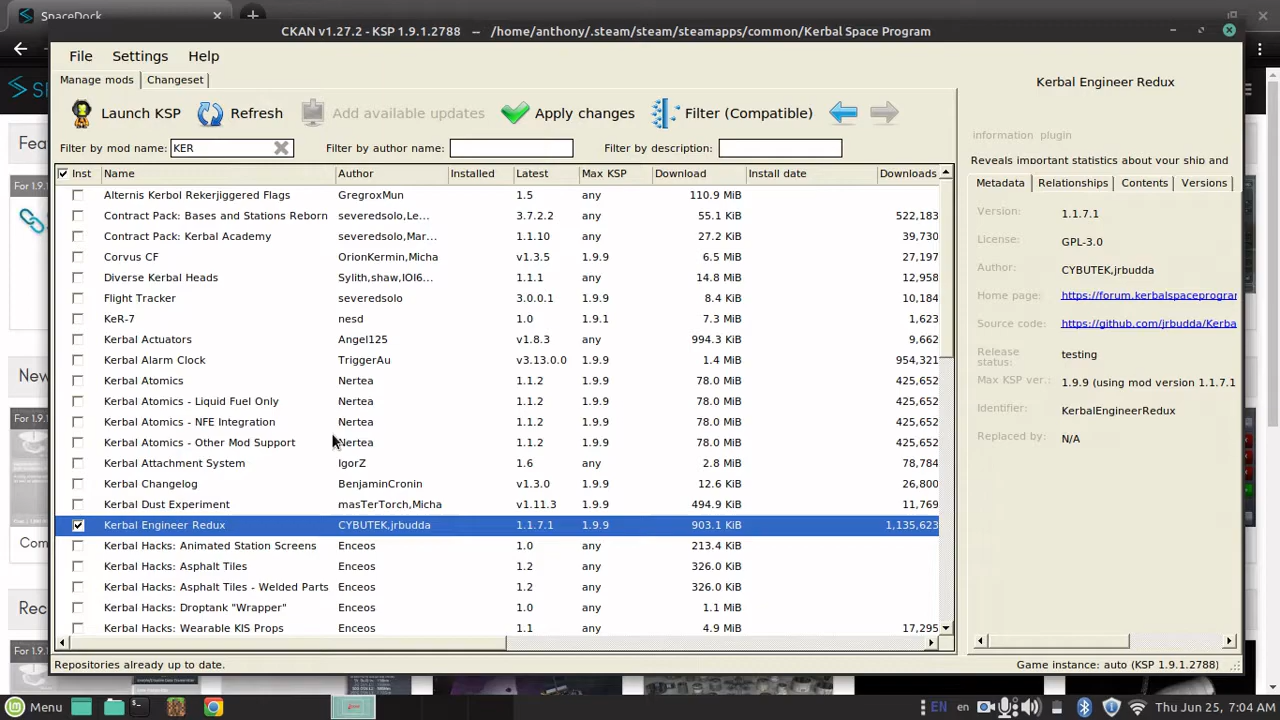 SpaceDock
CKAN v1.27.2 - KSP 1.9.1.2788 - /home/anthony/.steam/steam/steamapps/common/Kerbal Space Program
File Settings Help
Manage mods Changeset
Launch KSP Refresh Add available updates Apply changes Filter (Compatible)
Filter by mod name: KER Filter by author name: Filter by description:
Inst Name Author Installed Latest Max KSP Download Install date Downloads
Alternis Kerbol Rekerjiggered Flags GregroxMun 1.5 any 110.9 MiB
Contract Pack: Bases and Stations Reborn severedsolo,Le... 3.7.2.2 any 55.1 KiB 522,183
Contract Pack: Kerbal Academy severedsolo,Mar... 1.1.10 any 27.2 KiB 39,730
Corvus CF OrionKermin,Micha v1.3.5 1.9.9 6.5 MiB 27,197
Diverse Kerbal Heads Sylith,shaw,IOI6... 1.1.1 any 14.8 MiB 12,958
Flight Tracker severedsolo 3.0.0.1 1.9.9 8.4 KiB 10,184
KeR-7 nesd 1.0 1.9.1 7.3 MiB 1,623
Kerbal Actuators Angel125 v1.8.3 any 994.3 KiB 9,662
Kerbal Alarm Clock TriggerAu v3.13.0.0 1.9.9 1.4 MiB 954,321
Kerbal Atomics Nertea 1.1.2 1.9.9 78.0 MiB 425,652
Kerbal Atomics - Liquid Fuel Only Nertea 1.1.2 1.9.9 78.0 MiB 425,652
Kerbal Atomics - NFE Integration Nertea 1.1.2 1.9.9 78.0 MiB 425,652
Kerbal Atomics - Other Mod Support Nertea 1.1.2 1.9.9 78.0 MiB 425,652
Kerbal Attachment System IgorZ 1.6 any 2.8 MiB 78,784
Kerbal Changelog BenjaminCronin v1.3.0 any 12.6 KiB 26,800
Kerbal Dust Experiment masTerTorch,Micha v1.11.3 any 494.9 KiB 11,769
Kerbal Engineer Redux CYBUTEK,jrbudda 1.1.7.1 1.9.9 903.1 KiB 1,135,623
Kerbal Hacks: Animated Station Screens Enceos 1.0 any 213.4 KiB
Kerbal Hacks: Asphalt Tiles Enceos 1.2 any 326.0 KiB
Kerbal Hacks: Asphalt Tiles - Welded Parts Enceos 1.2 any 326.0 KiB
Kerbal Hacks: Droptank "Wrapper" Enceos 1.0 any 1.1 MiB
Kerbal Hacks: Wearable KIS Props Enceos 1.1 any 4.9 MiB 17,295
Repositories already up to date. Game instance: auto (KSP 1.9.1.2788)
Kerbal Engineer Redux
information plugin
Reveals important statistics about your ship and
Metadata Relationships Contents Versions
Version: 1.1.7.1
License: GPL-3.0
Author: CYBUTEK,jrbudda
Home page: https://forum.kerbalspaceprogra
Source code: https://github.com/jrbudda/Kerba
Release status: testing
Max KSP ver.: 1.9.9 (using mod version 1.1.7.1
Identifier: KerbalEngineerRedux
Replaced by: N/A
Fea
For 1.9
New
For 1.9
Com
Rec
For 1.9
Menu EN en Thu Jun 25, 7:04 AM